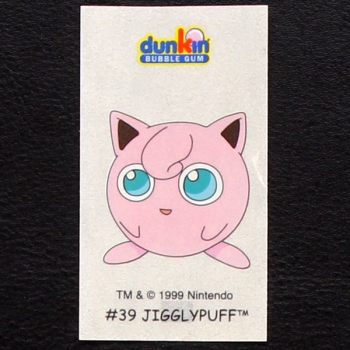 dunkin
BUBBLE GUM
TM & © 1999 Nintendo
#39 JIGGLYPUFF™